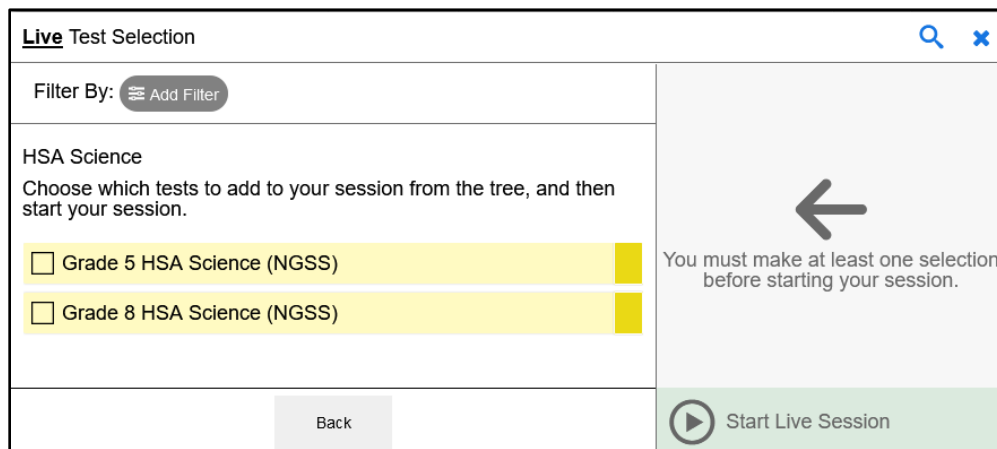 Live Test Selection
Filter By: Add Filter
HSA Science
Choose which tests to add to your session from the tree, and then
start your session.
Grade 5 HSA Science (NGSS)
Grade 8 HSA Science (NGSS)
You must make at least one selection
before starting your session.
Back
Start Live Session